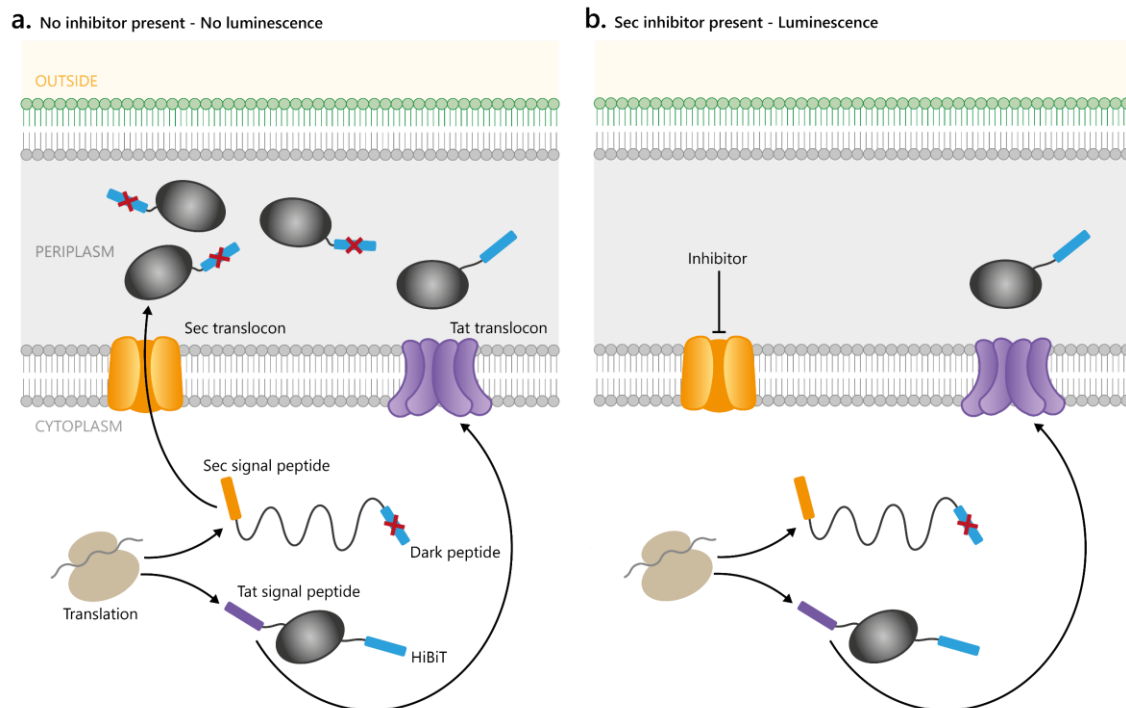 a. No inhibitor present - No luminescence
OUTSIDE
PERIPLASM
Sec translocon
Tat translocon
CYTOPLASM
Sec signal peptide
Dark peptide
Tat signal peptide
Translation
HiBiT
b. Sec inhibitor present - Luminescence
Inhibitor